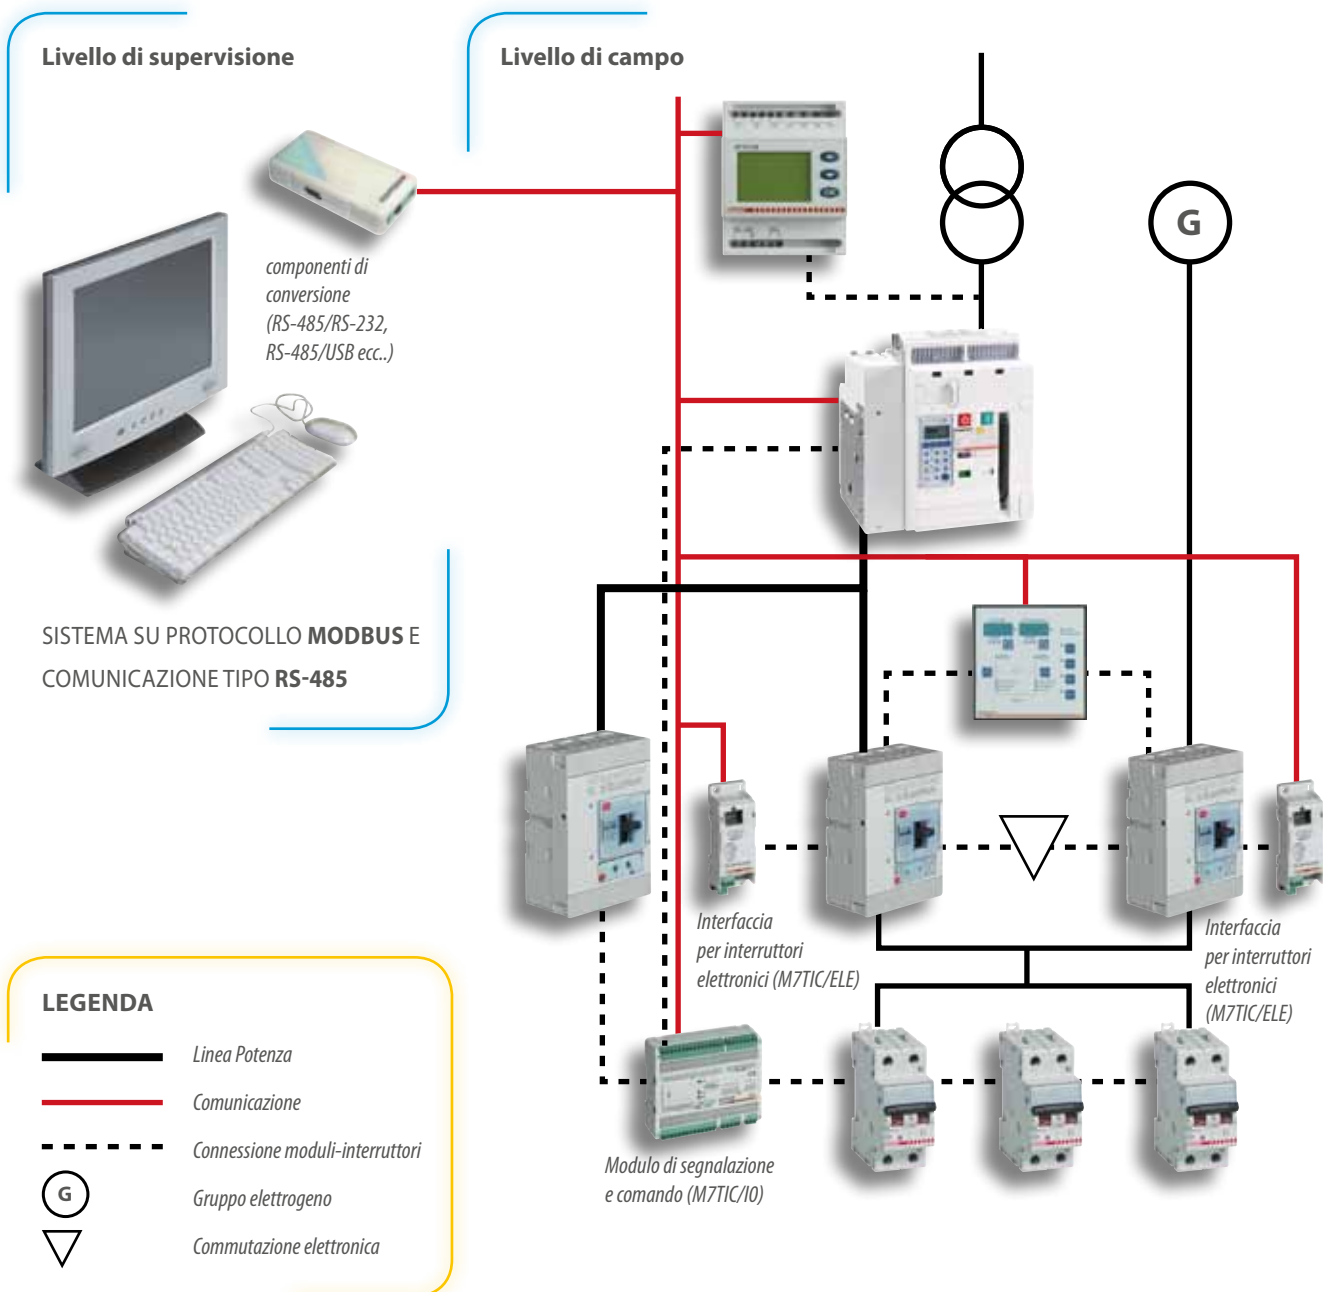 Livello di supervisione
Livello di campo
componenti di
conversione
(RS-485/RS-232,
RS-485/USB ecc..)
G
SISTEMA SU PROTOCOLLO MODBUS E
COMUNICAZIONE TIPO RS-485
Interfaccia
per interruttori
elettronici (M7TIC/ELE)
Interfaccia
per interruttori
elettronici
(M7TIC/ELE)
Modulo di segnalazione
e comando (M7TIC/IO)
LEGENDA
Linea Potenza
Comunicazione
Connessione moduli-interruttori
G
Gruppo elettrogeno
Commutazione elettronica